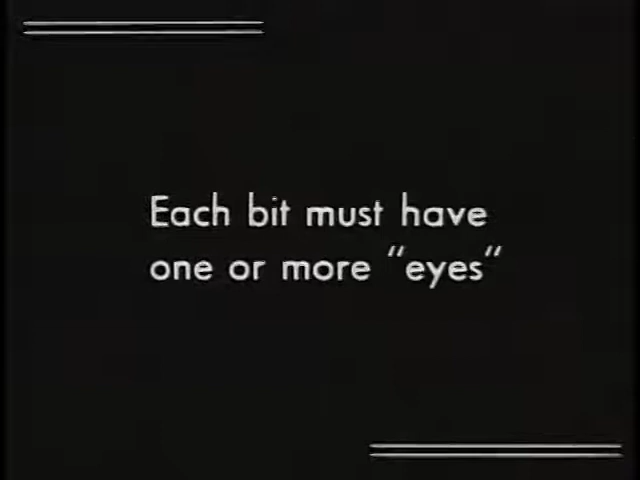 Each bit must have
one or more “eyes“